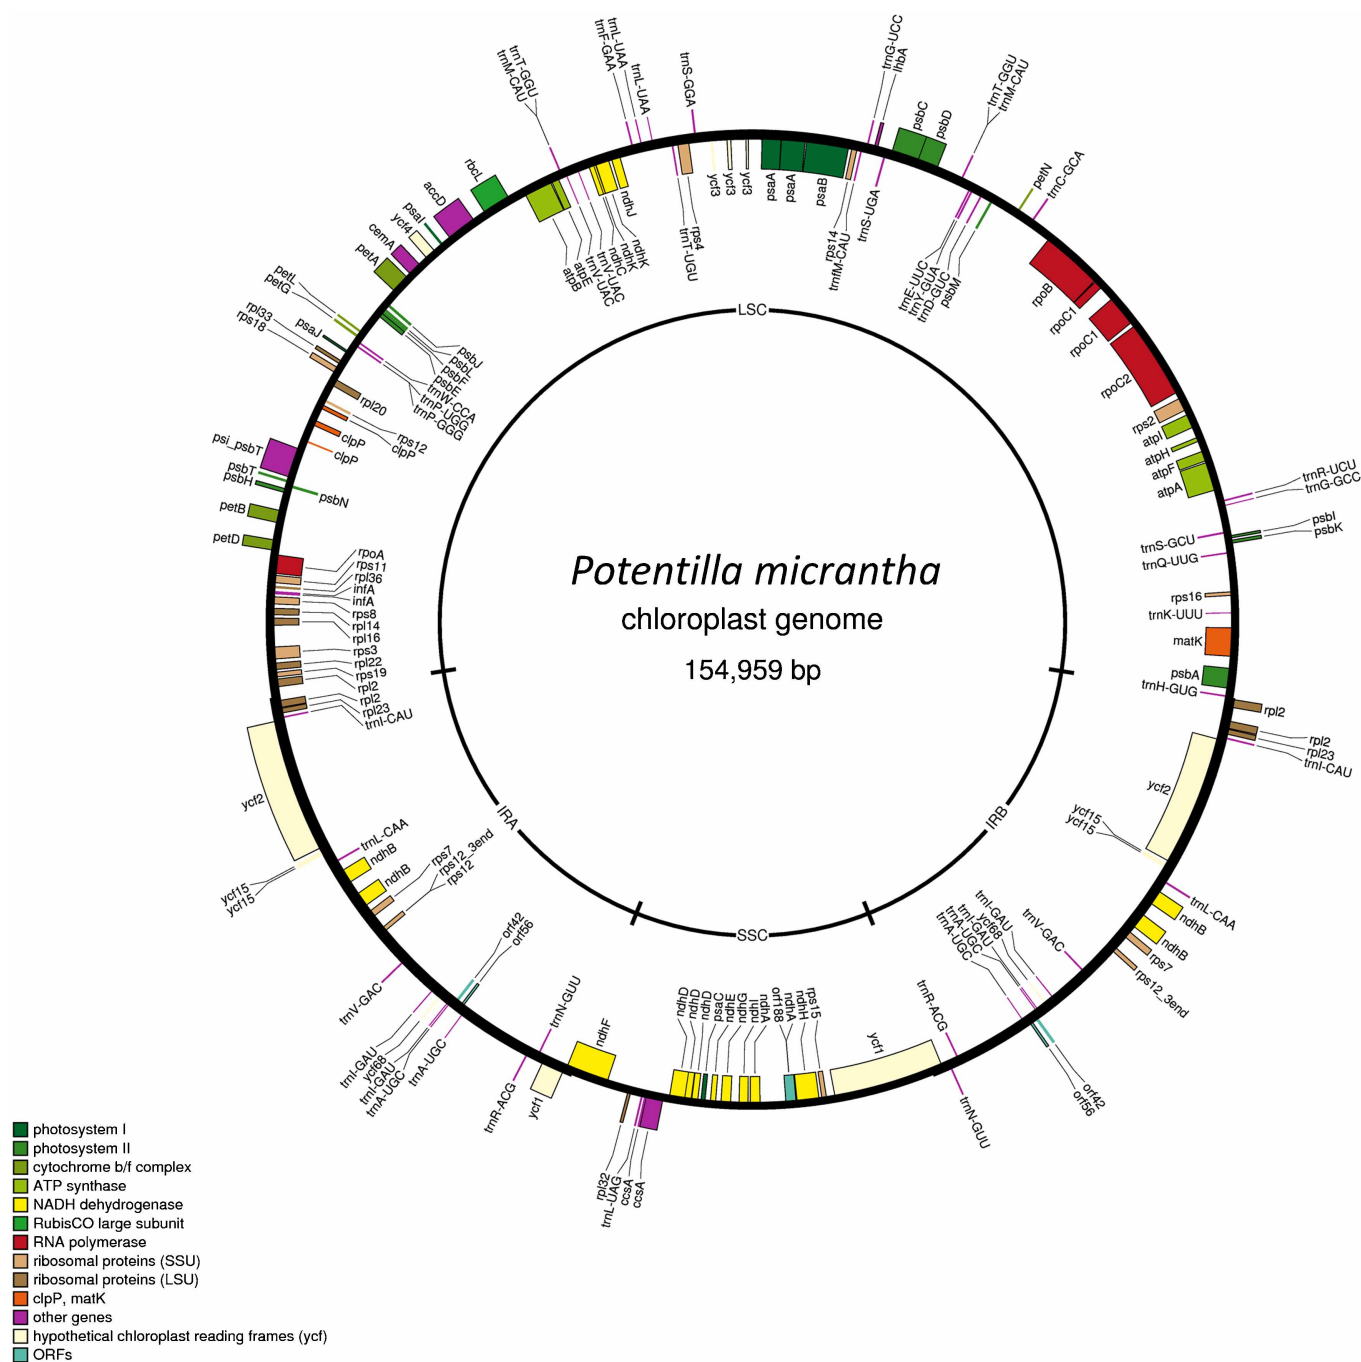 trnL-UAA
trnF-GAA
trnL-UAA
trnS-GGA
trnG-UCC
lhbA
trnT-GGU
trnM-CAU
psbC
psbD
trnT-GGU
trnM-CAU
petN
trnC-GCA
rbcL
accD
psaI
ycf4
cemA
petA
petL
petG
psaJ
rpl33
rps18
psi_psbT
psbT
psbH
petB
petD
ndhJ
ndhK
ndhK
ndhC
trnV-UAC
trnV-UAC
atpE
atpB
rps4
trnT-UGU
ycf3
ycf3
ycf3
psaA
psaA
psaB
rps14
trnfM-CAU
trnS-UGA
trnE-UUC
trnY-GUA
trnD-GUC
psbM
rpoB
rpoC1
rpoC1
rpoC2
rps2
atpI
atpH
atpF
atpA
trnR-UCU
trnG-GCC
psbI
psbK
trnS-GCU
trnQ-UUG
rps16
trnK-UUU
matK
psbA
trnH-GUG
psbJ
psbL
psbF
psbE
trnW-CCA
trnP-UGG
trnP-GGG
rpl20
rps12
clpP
clpP
clpP
psbN
rpoA
rps11
rpl36
infA
infA
rps8
rpl14
rpl16
rps3
rpl22
rps19
rpl2
rpl2
rpl23
trnI-CAU
LSC
Potentilla micrantha
chloroplast genome
154,959 bp
IRA
IRB
SSC
rpl2
rpl2
rpl23
trnI-CAU
ycf2
ycf15
ycf15
trnL-CAA
ndhB
ndhB
rps7
rps12_3end
trnV-GAC
trnI-GAU
ycf68
trnI-GAU
trnA-UGC
trnA-UGC
orf42
orf56
trnR-ACG
trnN-GUU
ycf1
ycf2
ycf15
ycf15
trnL-CAA
ndhB
ndhB
rps7
rps12_3end
rps12
trnV-GAC
orf42
orf56
trnI-GAU
ycf68
trnI-GAU
trnA-UGC
trnA-UGC
trnN-GUU
trnR-ACG
ycf1
ndhF
rpl32
trnL-UAG
ccsA
ccsA
ndhD
ndhD
ndhD
psaC
ndhE
ndhG
ndhI
ndhA
orf188
ndhA
ndhH
rps15
photosystem I
photosystem II
cytochrome b/f complex
ATP synthase
NADH dehydrogenase
RubisCO large subunit
RNA polymerase
ribosomal proteins (SSU)
ribosomal proteins (LSU)
clpP, matK
other genes
hypothetical chloroplast reading frames (ycf)
ORFs